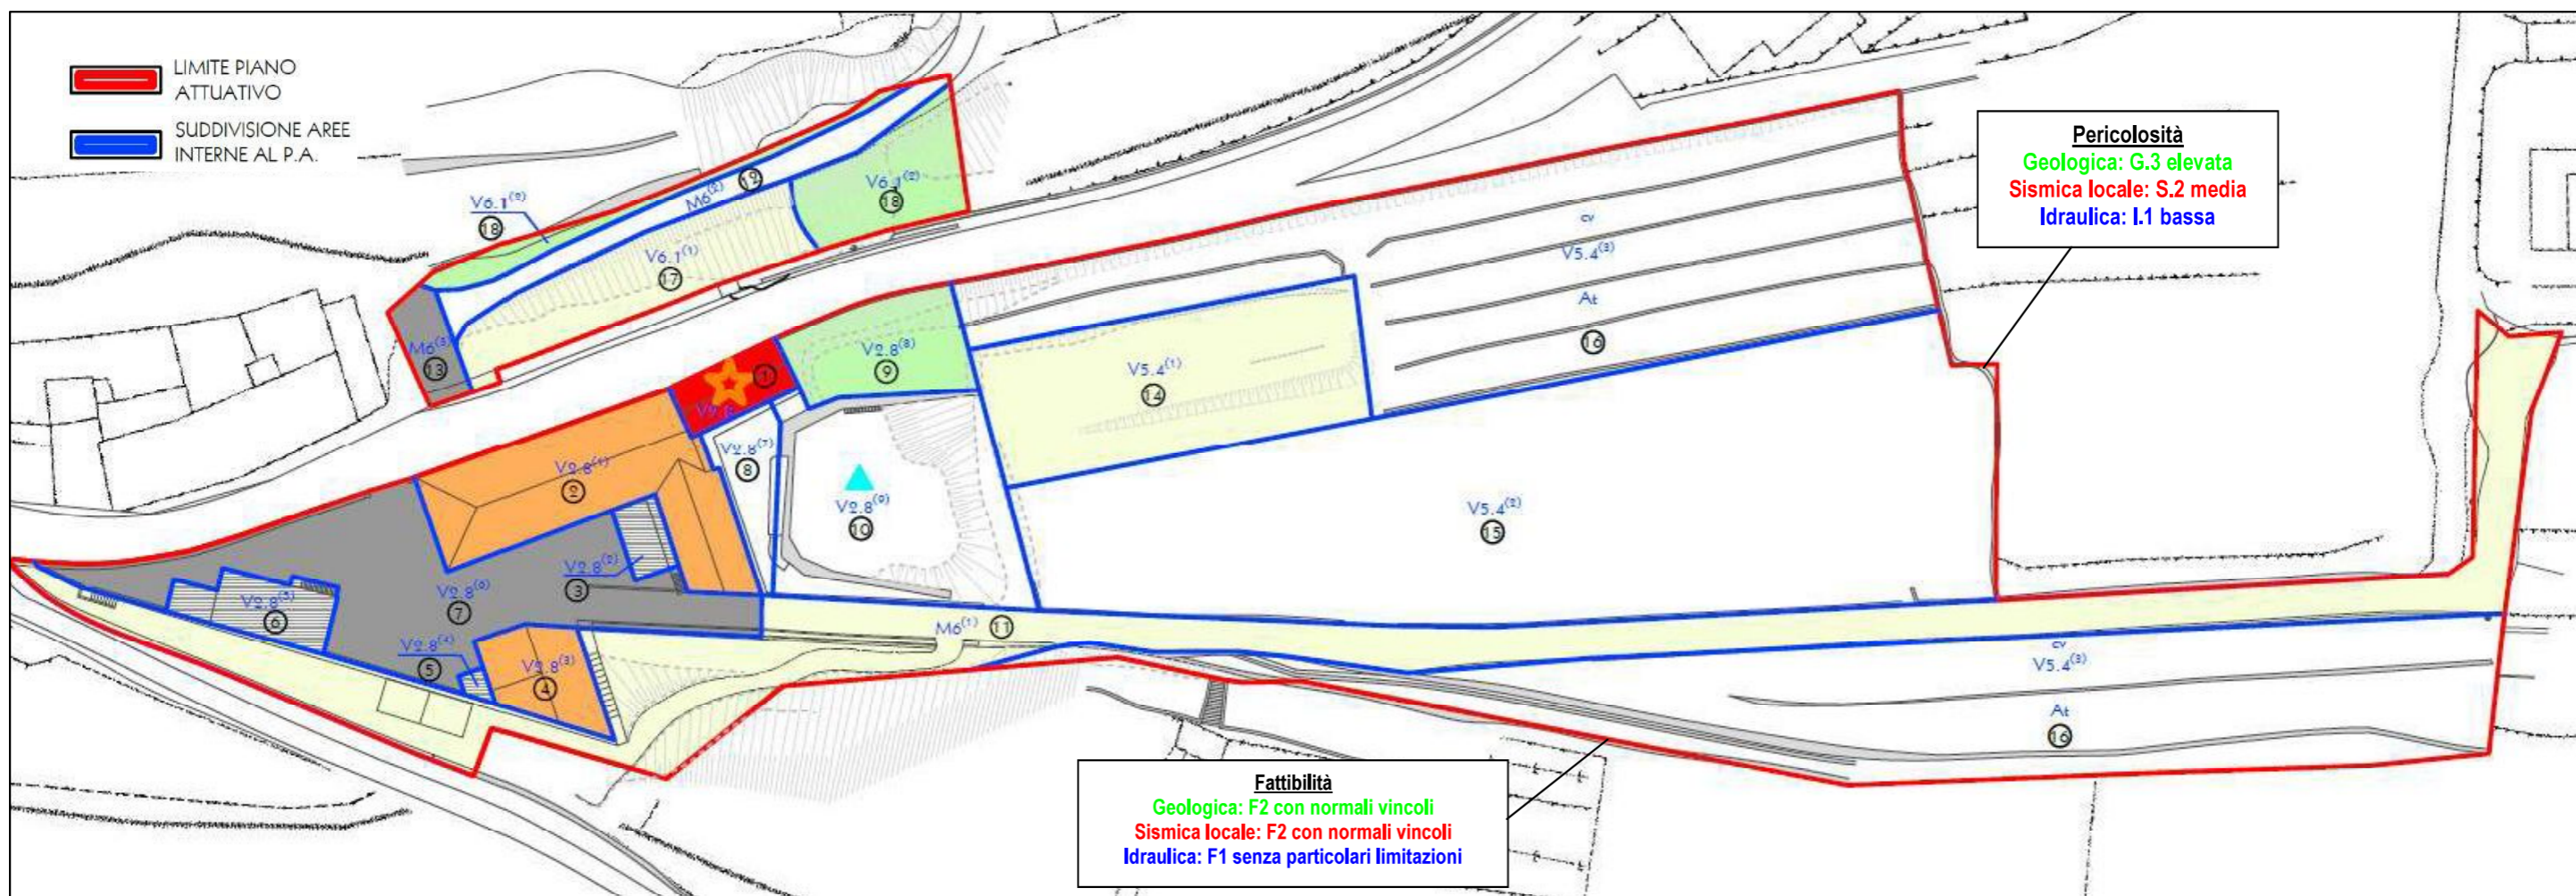 LIMITE PIANO
ATTUATIVO
SUDDIVISIONE AREE
INTERNE AL P.A.
Pericolosità
Geologica: G.3 elevata
Sismica locale: S.2 media
Idraulica: I.1 bassa
V6.1(2)
18
M6(2)
12
V6.1(2)
18
V6.1(1)
17
M6(3)
13
cv
V5.4(3)
At
16
1
V2.8(8)
9
V5.4(1)
14
V2.8(1)
2
V2.8(7)
8
V2.8(9)
10
V5.4(2)
15
V2.8(2)
3
V2.8(5)
6
V2.8(6)
7
V2.8(4)
5
V2.8(3)
4
M6(1)
11
cv
V5.4(3)
At
16
Fattibilità
Geologica: F2 con normali vincoli
Sismica locale: F2 con normali vincoli
Idraulica: F1 senza particolari limitazioni